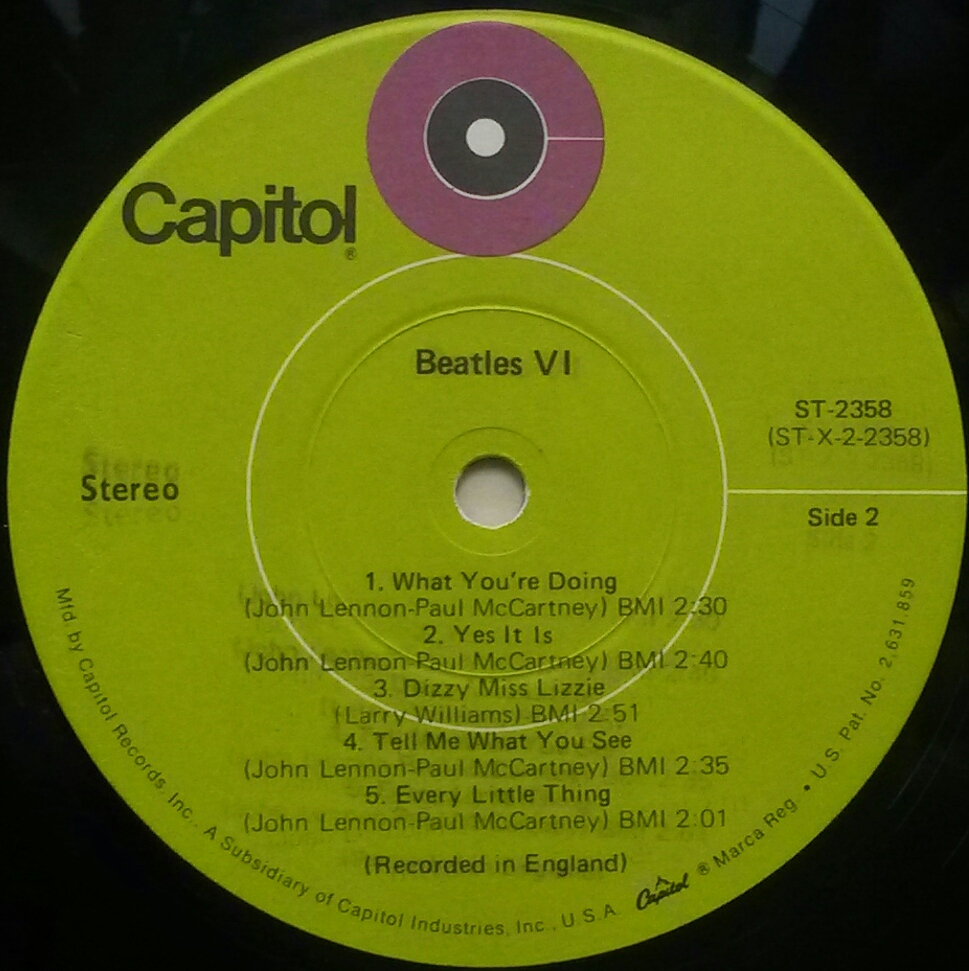 Capitol®
Beatles VI
ST-2358
(ST-X-2-2358)
Stereo
Side 2
1. What You're Doing
(John Lennon-Paul McCartney) BMI 2:30
2. Yes It Is
(John Lennon-Paul McCartney) BMI 2:40
3. Dizzy Miss Lizzie
(Larry Williams) BMI 2:51
4. Tell Me What You See
(John Lennon-Paul McCartney) BMI 2:35
5. Every Little Thing
(John Lennon-Paul McCartney) BMI 2:01
(Recorded in England)
Mfd. by Capitol Records, Inc., A Subsidiary of Capitol Industries, Inc., U.S.A. Capitol ® Marca Reg. • U.S. Pat. No. 2,631,859